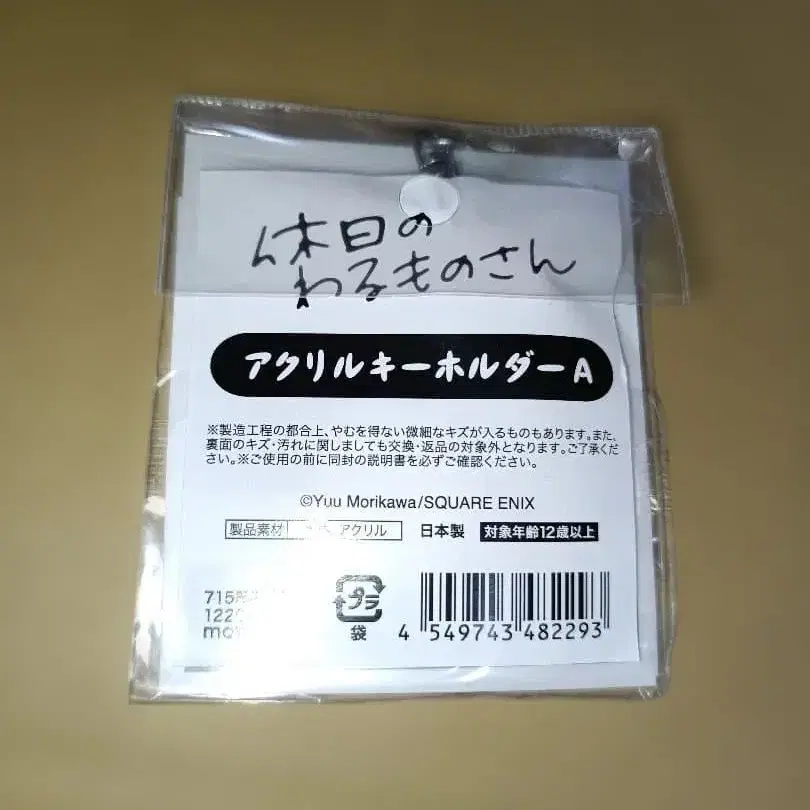 休日の
わるものさん
アクリルキーホルダーA
※製造工程の都合上、やむを得ない微細なキズが入るものもあります。また、
裏面のキズ・汚れに関しましても交換・返品の対象外となります。ご了承くだ
さい。※ご使用の前に同封の説明書を必ずご確認ください。
©Yuu Morikawa/SQUARE ENIX
製品素材 アクリル 日本製 対象年齢12歳以上
715
プラ
袋
4 549743 482293